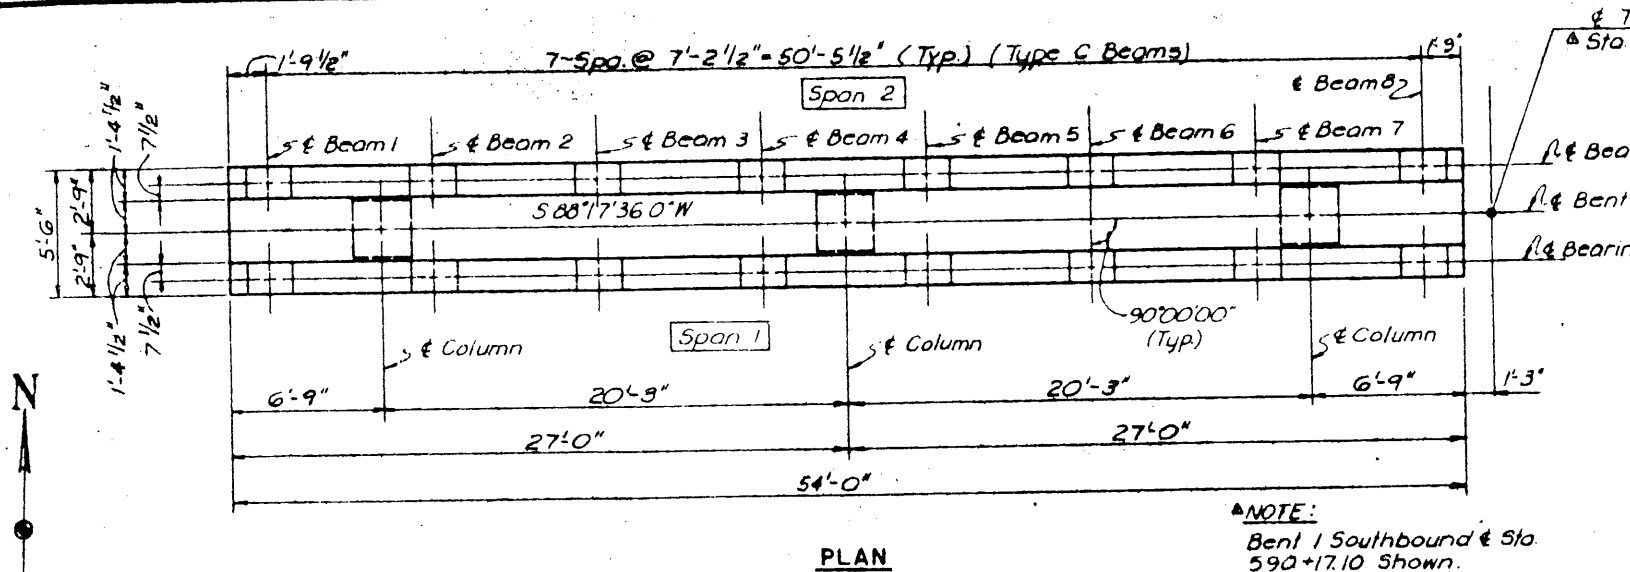 ℄ 7
▲ Sta.
1'-9 1/2"
7~Spa. @ 7'-2 1/2" = 50'-5 1/2" (Typ.) (Type C Beams)
1'-9"
Span 2
℄ Beam 8
1'-4 1/2"
7 1/2"
℄ Beam 1
℄ Beam 2
℄ Beam 3
℄ Beam 4
℄ Beam 5
℄ Beam 6
℄ Beam 7
℄ Bea
5'-6"
2'-9"
2'-9"
S 88°17'36.0" W
℄ Bent
℄ Bearin
1'-4 1/2"
7 1/2"
Span 1
90°00'00"
(Typ.)
℄ Column
℄ Column
℄ Column
N
6'-9"
20'-3"
20'-3"
6'-9"
1'-3"
27'-0"
27'-0"
54'-0"
PLAN
▲ NOTE:
Bent 1 Southbound ℄ Sta.
590+17.10 Shown.